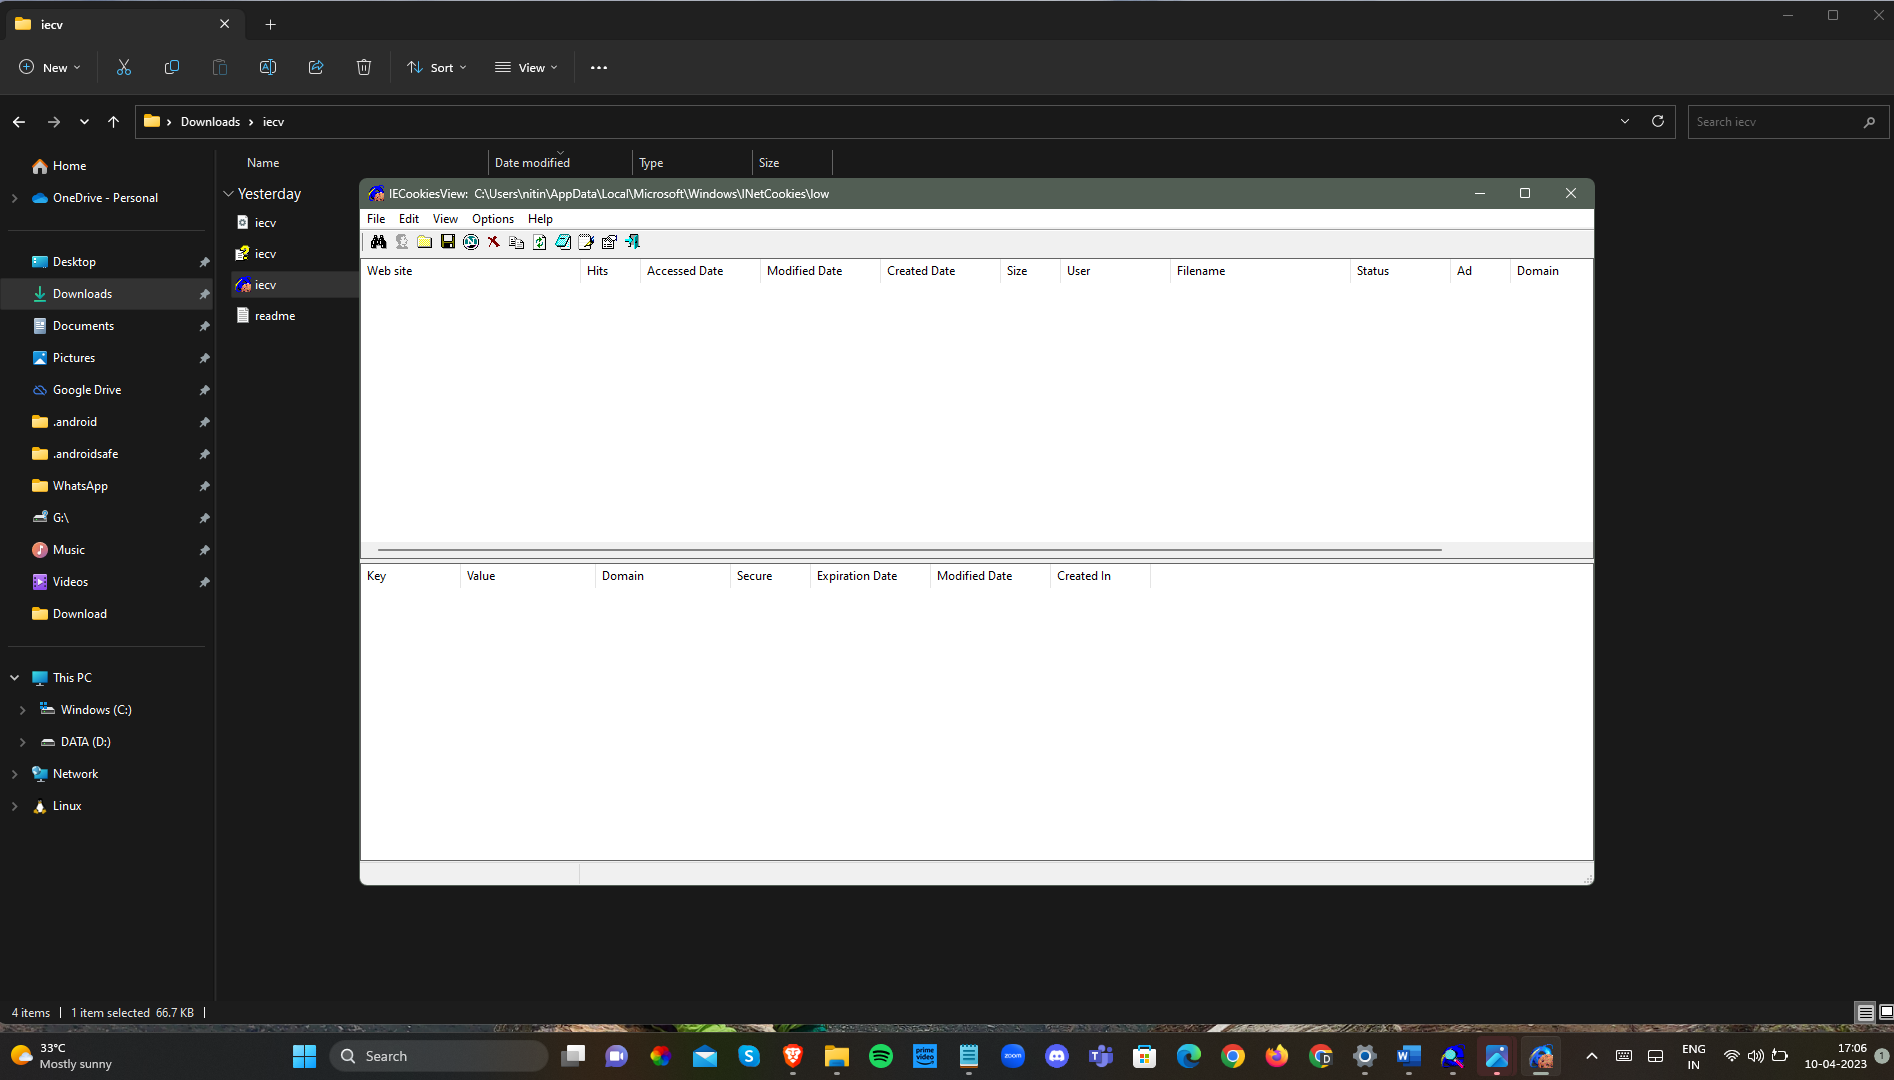 iecv
New
Sort
View
Downloads
iecv
Search iecv
Home
OneDrive - Personal
Desktop
Downloads
Documents
Pictures
Google Drive
.android
.androidsafe
WhatsApp
G:\
Music
Videos
Download
This PC
Windows (C:)
DATA (D:)
Network
Linux
Name Date modified Type Size
Yesterday
iecv
iecv
iecv
readme
IECookiesView: C:\Users\nitin\AppData\Local\Microsoft\Windows\INetCookies\low
File Edit View Options Help
Web site Hits Accessed Date Modified Date Created Date Size User Filename Status Ad Domain
Key Value Domain Secure Expiration Date Modified Date Created In
4 items 1 item selected 66.7 KB
33°C
Mostly sunny
Search
prime video
zoom
ENG
IN
17:06
10-04-2023
1